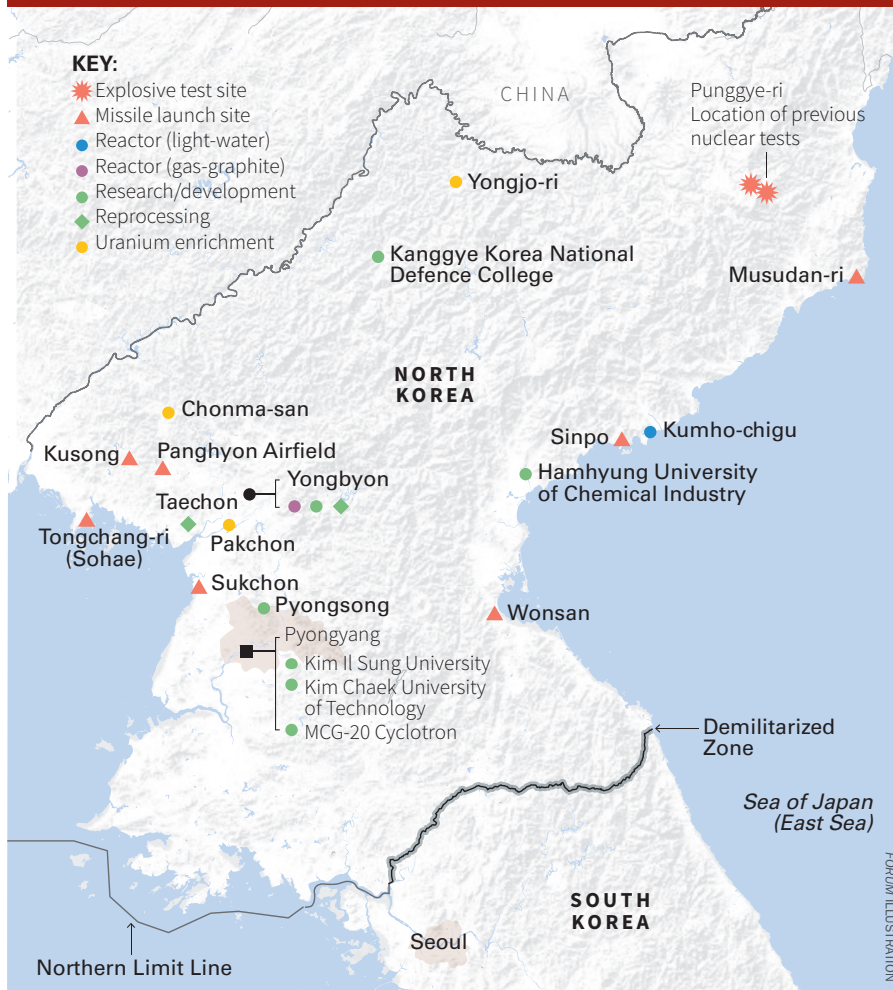 KEY:
Explosive test site
Missile launch site
Reactor (light-water)
Reactor (gas-graphite)
Research/development
Reprocessing
Uranium enrichment
CHINA
Punggye-ri
Location of previous
nuclear tests
Yongjo-ri
Kanggye Korea National
Defence College
Musudan-ri
NORTH
KOREA
Chonma-san
Kusong
Panghyon Airfield
Sinpo
Kumho-chigu
Yongbyon
Hamhyung University
of Chemical Industry
Taechon
Pakchon
Tongchang-ri
(Sohae)
Sukchon
Pyongsong
Wonsan
Pyongyang
Kim Il Sung University
Kim Chaek University
of Technology
MCG-20 Cyclotron
Demilitarized
Zone
Sea of Japan
(East Sea)
SOUTH
KOREA
Seoul
Northern Limit Line
FORUM ILLUSTRATION